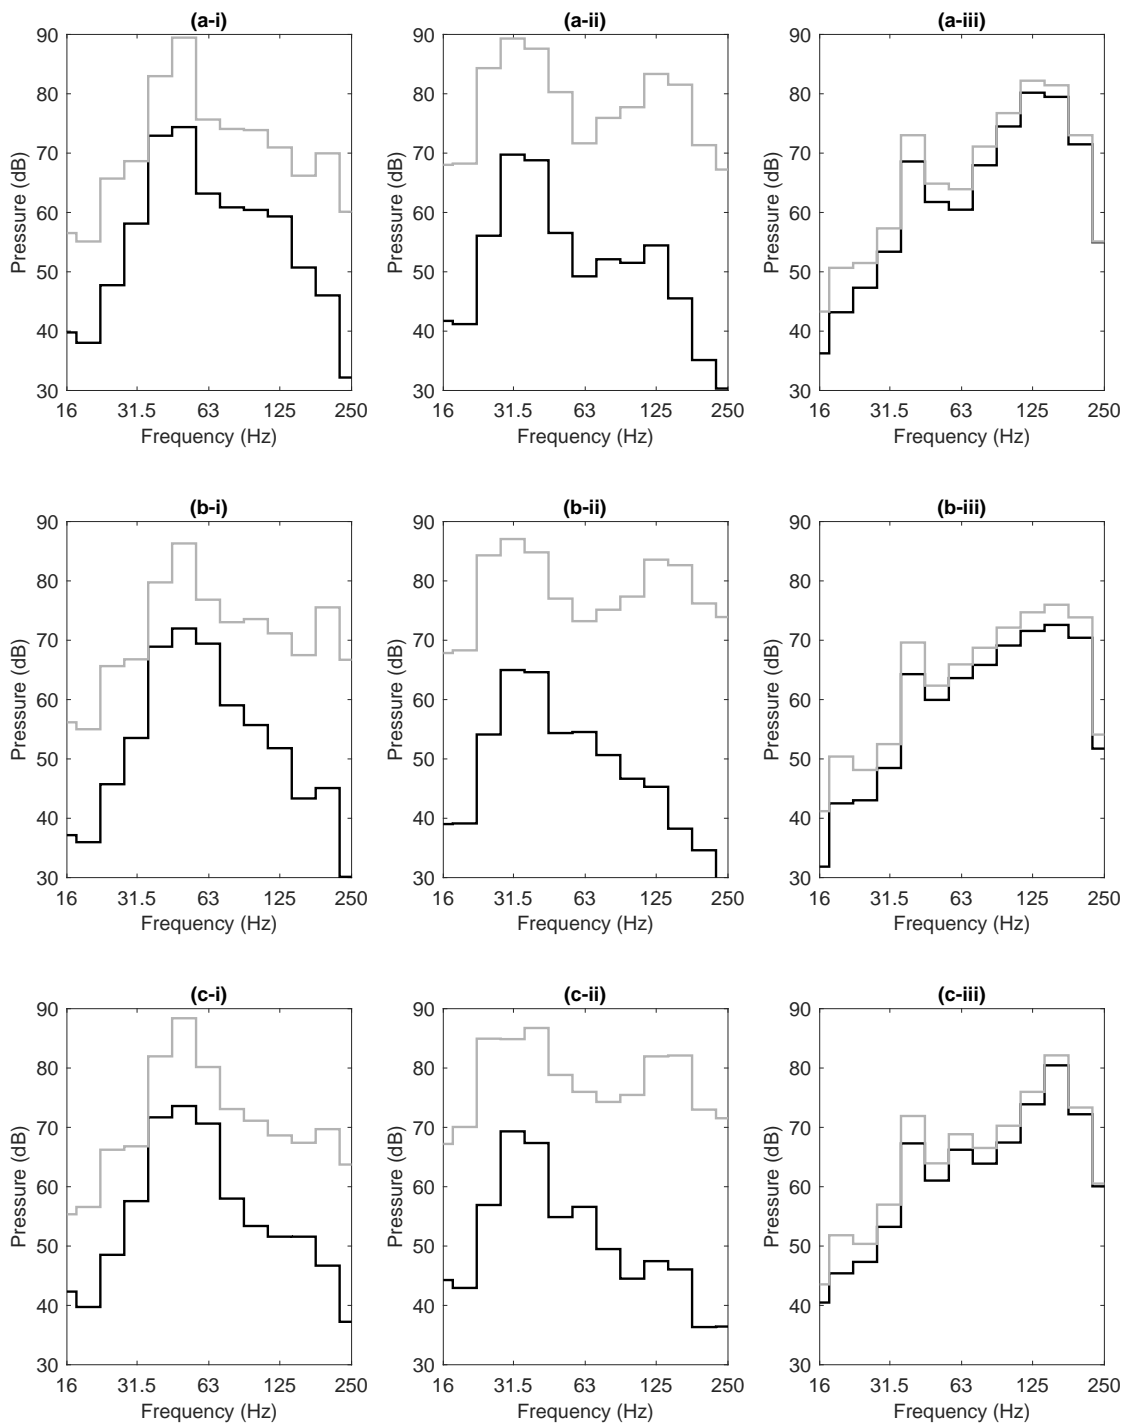 (a-i) (a-ii) (a-iii)
90 90 90
80 80 80
70 70 70
60 60 60
50 50 50
40 40 40
30 30 30
Pressure (dB) Pressure (dB) Pressure (dB)
16 31.5 63 125 250 16 31.5 63 125 250 16 31.5 63 125 250
Frequency (Hz) Frequency (Hz) Frequency (Hz)
(b-i) (b-ii) (b-iii)
90 90 90
80 80 80
70 70 70
60 60 60
50 50 50
40 40 40
30 30 30
Pressure (dB) Pressure (dB) Pressure (dB)
16 31.5 63 125 250 16 31.5 63 125 250 16 31.5 63 125 250
Frequency (Hz) Frequency (Hz) Frequency (Hz)
(c-i) (c-ii) (c-iii)
90 90 90
80 80 80
70 70 70
60 60 60
50 50 50
40 40 40
30 30 30
Pressure (dB) Pressure (dB) Pressure (dB)
16 31.5 63 125 250 16 31.5 63 125 250 16 31.5 63 125 250
Frequency (Hz) Frequency (Hz) Frequency (Hz)